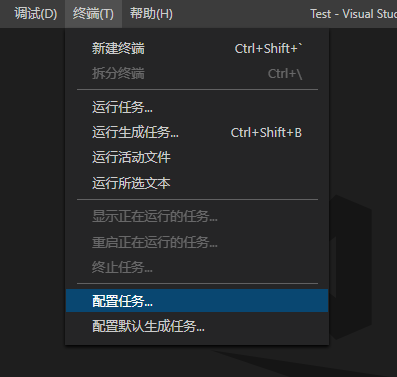 调试(D) 终端(T) 帮助(H) Test - Visual Stu
新建终端 Ctrl+Shift+`
拆分终端 Ctrl+\
运行任务...
运行生成任务... Ctrl+Shift+B
运行活动文件
运行所选文本
显示正在运行的任务...
重启正在运行的任务...
终止任务...
配置任务...
配置默认生成任务...